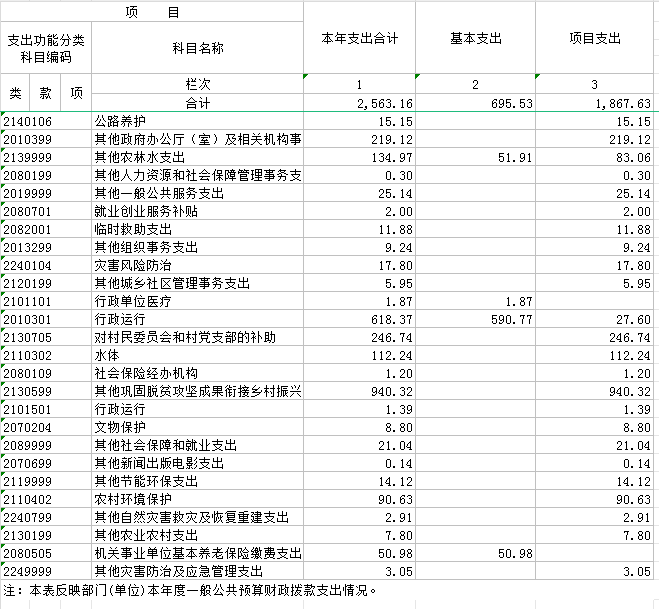 项 目
本年支出合计 基本支出 项目支出
支出功能分类
科目编码
科目名称
类 款 项
栏次 1 2 3
合计 2,563.16 695.53 1,867.63
2140106 公路养护 15.15 15.15
2010399 其他政府办公厅（室）及相关机构事 219.12 219.12
2139999 其他农林水支出 134.97 51.91 83.06
2080199 其他人力资源和社会保障管理事务支 0.30 0.30
2019999 其他一般公共服务支出 25.14 25.14
2080701 就业创业服务补贴 2.00 2.00
2082001 临时救助支出 11.88 11.88
2013299 其他组织事务支出 9.24 9.24
2240104 灾害风险防治 17.80 17.80
2120199 其他城乡社区管理事务支出 5.95 5.95
2101101 行政单位医疗 1.87 1.87
2010301 行政运行 618.37 590.77 27.60
2130705 对村民委员会和村党支部的补助 246.74 246.74
2110302 水体 112.24 112.24
2080109 社会保险经办机构 1.20 1.20
2130599 其他巩固脱贫攻坚成果衔接乡村振兴 940.32 940.32
2101501 行政运行 1.39 1.39
2070204 文物保护 8.80 8.80
2089999 其他社会保障和就业支出 21.04 21.04
2070699 其他新闻出版电影支出 0.14 0.14
2119999 其他节能环保支出 14.12 14.12
2110402 农村环境保护 90.63 90.63
2240799 其他自然灾害救灾及恢复重建支出 2.91 2.91
2130199 其他农业农村支出 7.80 7.80
2080505 机关事业单位基本养老保险缴费支出 50.98 50.98
2249999 其他灾害防治及应急管理支出 3.05 3.05
注：本表反映部门(单位)本年度一般公共预算财政拨款支出情况。